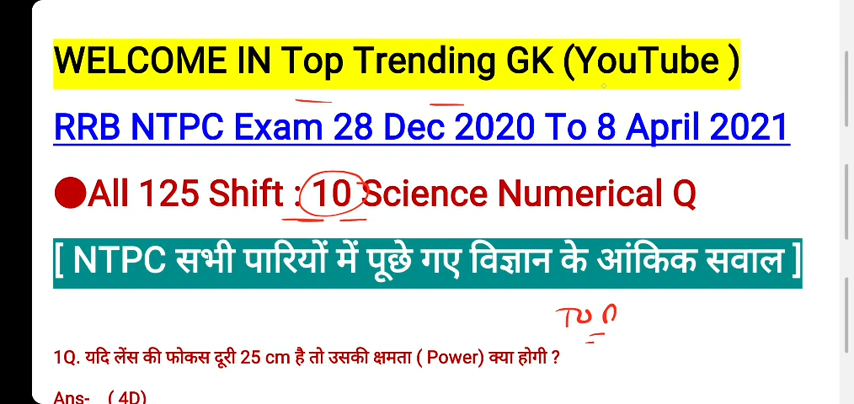 WELCOME IN Top Trending GK (YouTube )
RRB NTPC Exam 28 Dec 2020 To 8 April 2021
All 125 Shift : 10 Science Numerical Q
[ NTPC सभी पारियों में पूछे गए विज्ञान के आंकिक सवाल ]
1Q. यदि लेंस की फोकस दूरी 25 cm है तो उसकी क्षमता ( Power) क्या होगी ?
Ans- ( 4D)